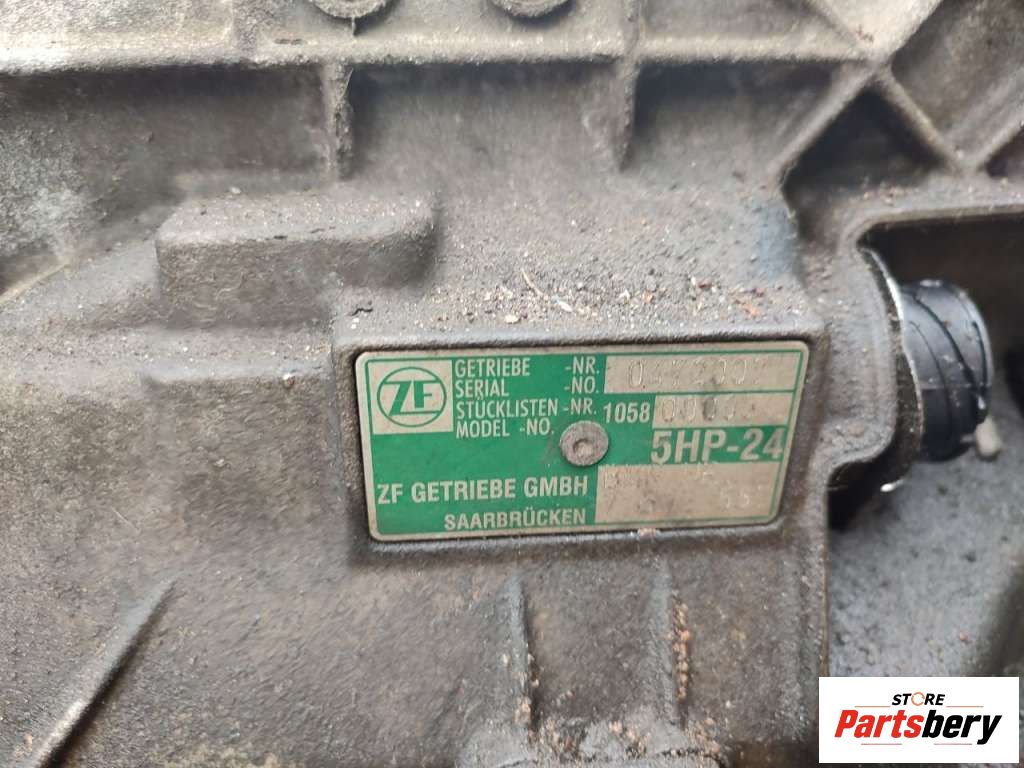 ZF
GETRIEBE -NR.
SERIAL -NO.
STÜCKLISTEN -NR. 1058
MODEL -NO.
5HP-24
ZF GETRIEBE GMBH
SAARBRÜCKEN
STORE
Partsbery